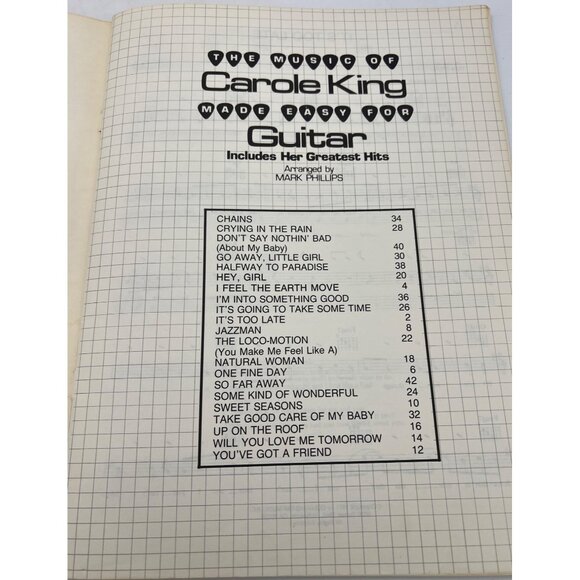 THE MUSIC OF
Carole King
MADE EASY FOR
Guitar
Includes Her Greatest Hits
Arranged by
MARK PHILLIPS
CHAINS 34
CRYING IN THE RAIN 28
DON'T SAY NOTHIN' BAD
(About My Baby) 40
GO AWAY, LITTLE GIRL 30
HALFWAY TO PARADISE 38
HEY, GIRL 20
I FEEL THE EARTH MOVE 4
I'M INTO SOMETHING GOOD 36
IT'S GOING TO TAKE SOME TIME 26
IT'S TOO LATE 2
JAZZMAN 8
THE LOCO-MOTION 22
(You Make Me Feel Like A)
NATURAL WOMAN 18
ONE FINE DAY 6
SO FAR AWAY 42
SOME KIND OF WONDERFUL 24
SWEET SEASONS 10
TAKE GOOD CARE OF MY BABY 32
UP ON THE ROOF 16
WILL YOU LOVE ME TOMORROW 14
YOU'VE GOT A FRIEND 12